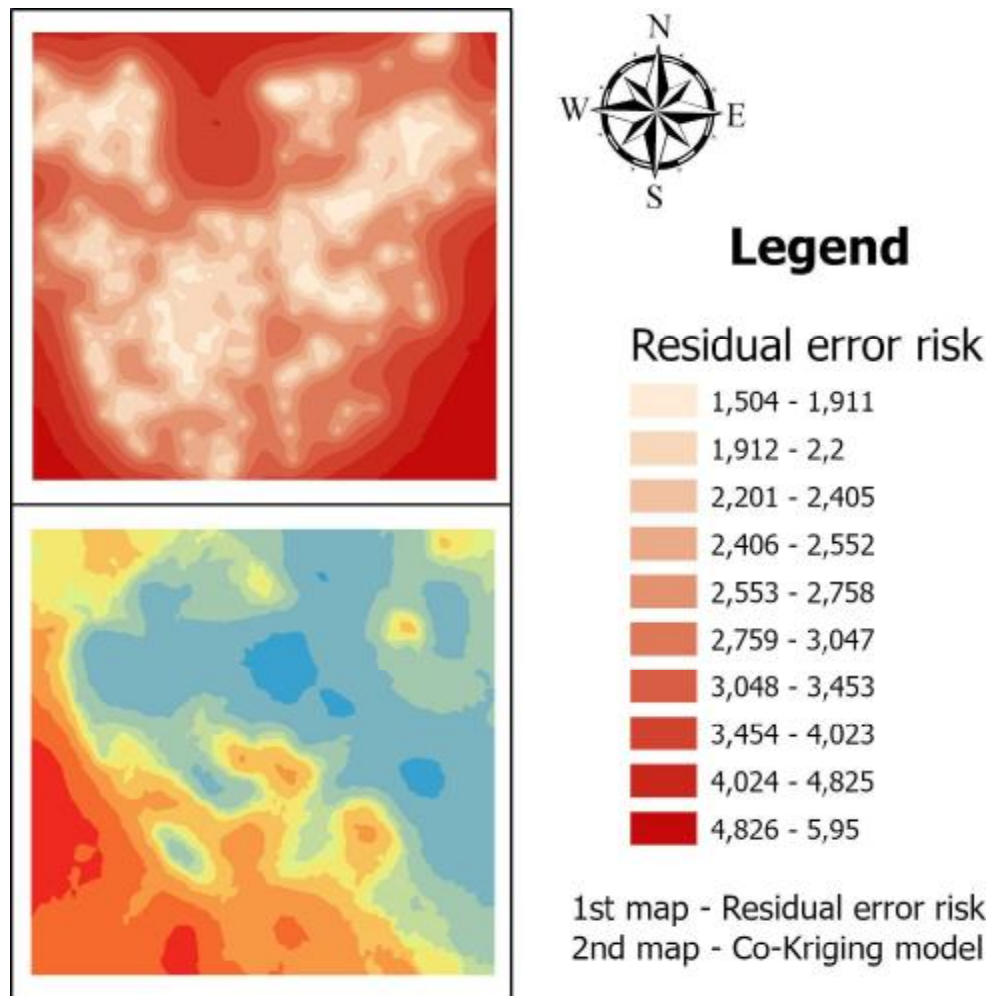 N
W
E
S
Legend
Residual error risk
1,504 - 1,911
1,912 - 2,2
2,201 - 2,405
2,406 - 2,552
2,553 - 2,758
2,759 - 3,047
3,048 - 3,453
3,454 - 4,023
4,024 - 4,825
4,826 - 5,95
1st map - Residual error risk
2nd map - Co-Kriging model